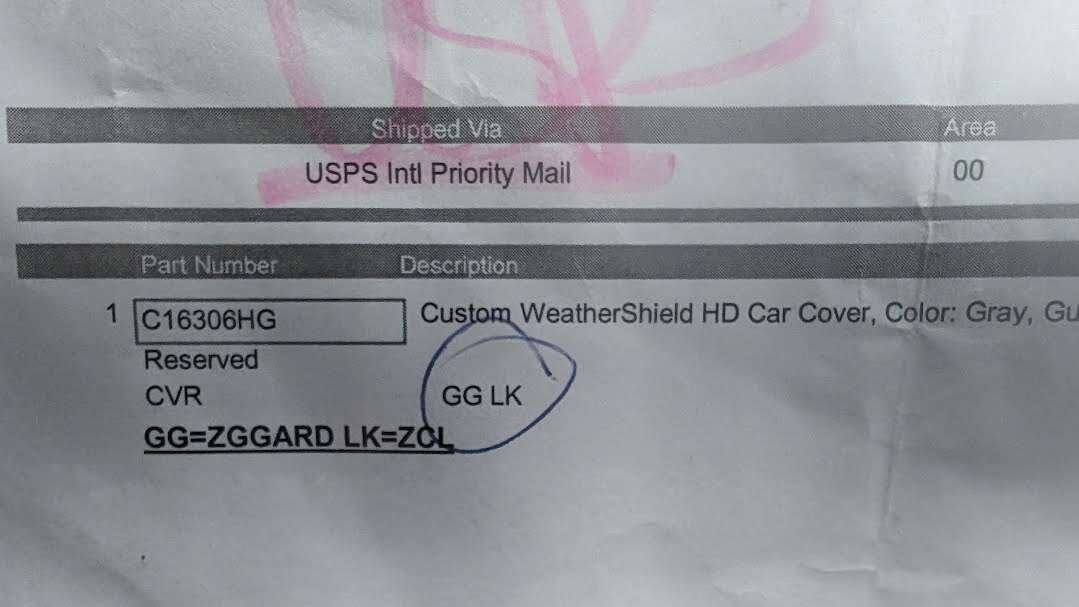 Shipped Via Area
USPS Intl Priority Mail 00
Part Number Description
1 C16306HG Custom WeatherShield HD Car Cover, Color: Gray,
Reserved
CVR GG LK
GG=ZGGARD LK=ZCL